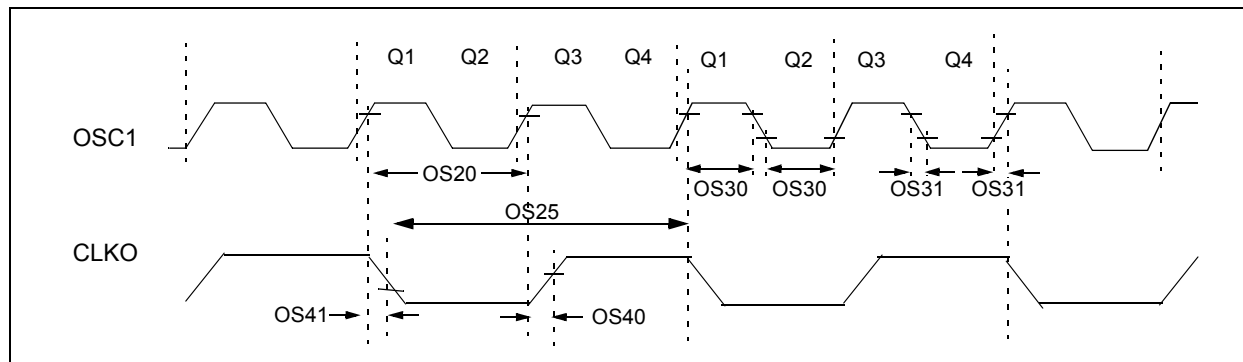 Q1 Q2 Q3 Q4 Q1 Q2 Q3 Q4
OSC1
OS20 OS30 OS30 OS31 OS31
OS25
CLKO
OS41 OS40